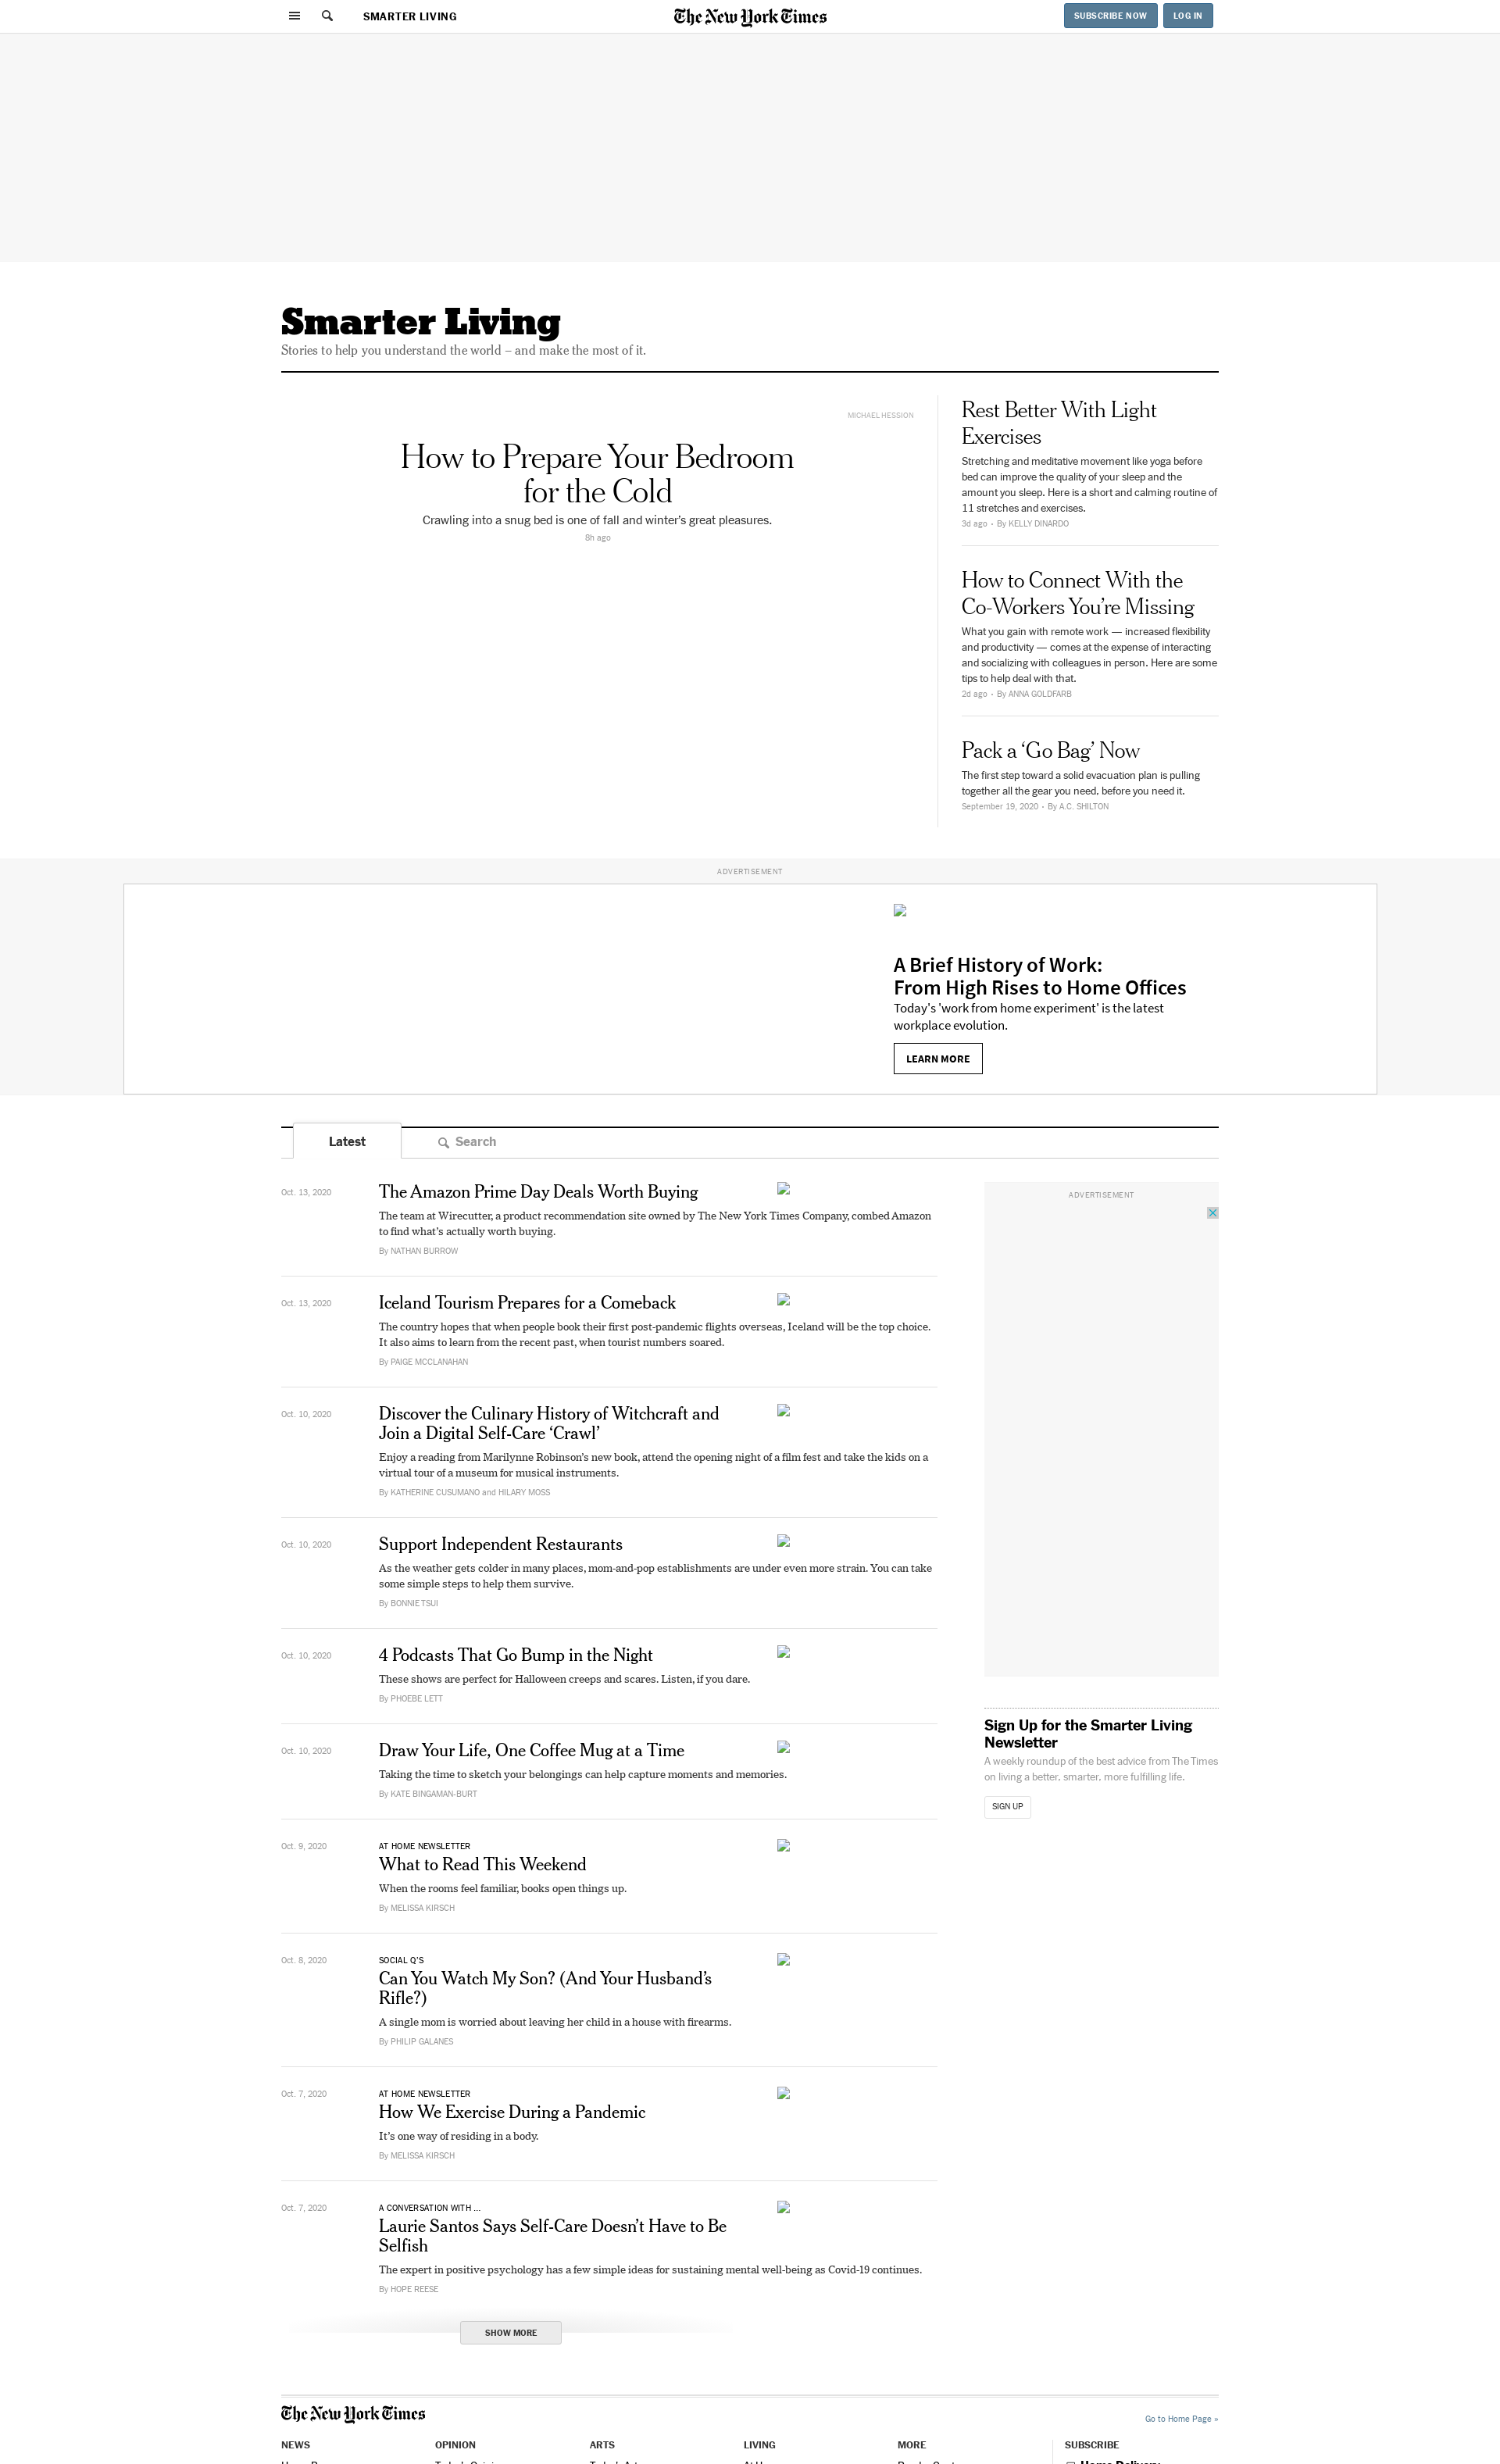 SMARTER LIVING
The New York Times
SUBSCRIBE NOW
LOG IN
Smarter Living
Stories to help you understand the world – and make the most of it.
MICHAEL HESSION
How to Prepare Your Bedroom
for the Cold
Crawling into a snug bed is one of fall and winter’s great pleasures.
8h ago
Rest Better With Light
Exercises
Stretching and meditative movement like yoga before
bed can improve the quality of your sleep and the
amount you sleep. Here is a short and calming routine of
11 stretches and exercises.
3d ago • By KELLY DINARDO
How to Connect With the
Co-Workers You’re Missing
What you gain with remote work — increased flexibility
and productivity — comes at the expense of interacting
and socializing with colleagues in person. Here are some
tips to help deal with that.
2d ago • By ANNA GOLDFARB
Pack a ‘Go Bag’ Now
The first step toward a solid evacuation plan is pulling
together all the gear you need, before you need it.
September 19, 2020 • By A.C. SHILTON
ADVERTISEMENT
A Brief History of Work:
From High Rises to Home Offices
Today's 'work from home experiment' is the latest
workplace evolution.
LEARN MORE
Latest
Search
Oct. 13, 2020
The Amazon Prime Day Deals Worth Buying
The team at Wirecutter, a product recommendation site owned by The New York Times Company, combed Amazon
to find what’s actually worth buying.
By NATHAN BURROW
Oct. 13, 2020
Iceland Tourism Prepares for a Comeback
The country hopes that when people book their first post-pandemic flights overseas, Iceland will be the top choice.
It also aims to learn from the recent past, when tourist numbers soared.
By PAIGE MCCLANAHAN
Oct. 10, 2020
Discover the Culinary History of Witchcraft and
Join a Digital Self-Care ‘Crawl’
Enjoy a reading from Marilynne Robinson’s new book, attend the opening night of a film fest and take the kids on a
virtual tour of a museum for musical instruments.
By KATHERINE CUSUMANO and HILARY MOSS
Oct. 10, 2020
Support Independent Restaurants
As the weather gets colder in many places, mom-and-pop establishments are under even more strain. You can take
some simple steps to help them survive.
By BONNIE TSUI
Oct. 10, 2020
4 Podcasts That Go Bump in the Night
These shows are perfect for Halloween creeps and scares. Listen, if you dare.
By PHOEBE LETT
Oct. 10, 2020
Draw Your Life, One Coffee Mug at a Time
Taking the time to sketch your belongings can help capture moments and memories.
By KATE BINGAMAN-BURT
Oct. 9, 2020
AT HOME NEWSLETTER
What to Read This Weekend
When the rooms feel familiar, books open things up.
By MELISSA KIRSCH
Oct. 8, 2020
SOCIAL Q’S
Can You Watch My Son? (And Your Husband’s
Rifle?)
A single mom is worried about leaving her child in a house with firearms.
By PHILIP GALANES
Oct. 7, 2020
AT HOME NEWSLETTER
How We Exercise During a Pandemic
It’s one way of residing in a body.
By MELISSA KIRSCH
Oct. 7, 2020
A CONVERSATION WITH ...
Laurie Santos Says Self-Care Doesn’t Have to Be
Selfish
The expert in positive psychology has a few simple ideas for sustaining mental well-being as Covid-19 continues.
By HOPE REESE
SHOW MORE
ADVERTISEMENT
Sign Up for the Smarter Living
Newsletter
A weekly roundup of the best advice from The Times
on living a better, smarter, more fulfilling life.
SIGN UP
The New York Times
Go to Home Page »
NEWS
OPINION
ARTS
LIVING
MORE
SUBSCRIBE